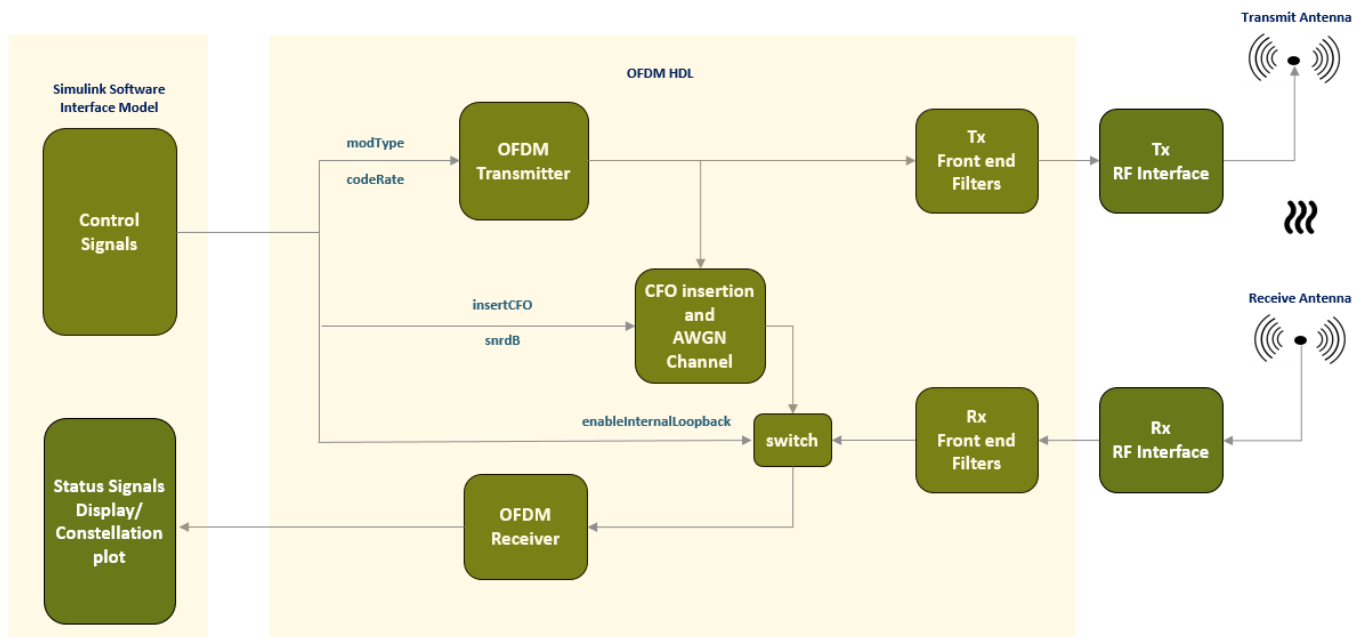 Transmit Antenna
OFDM HDL
Simulink Software
Interface Model
Control
Signals
modType
codeRate
OFDM
Transmitter
Tx
Front end
Filters
Tx
RF Interface
insertCFO
snrdB
CFO insertion
and
AWGN
Channel
Receive Antenna
enableInternalLoopback
switch
Rx
Front end
Filters
Rx
RF Interface
Status Signals
Display/
Constellation
plot
OFDM
Receiver